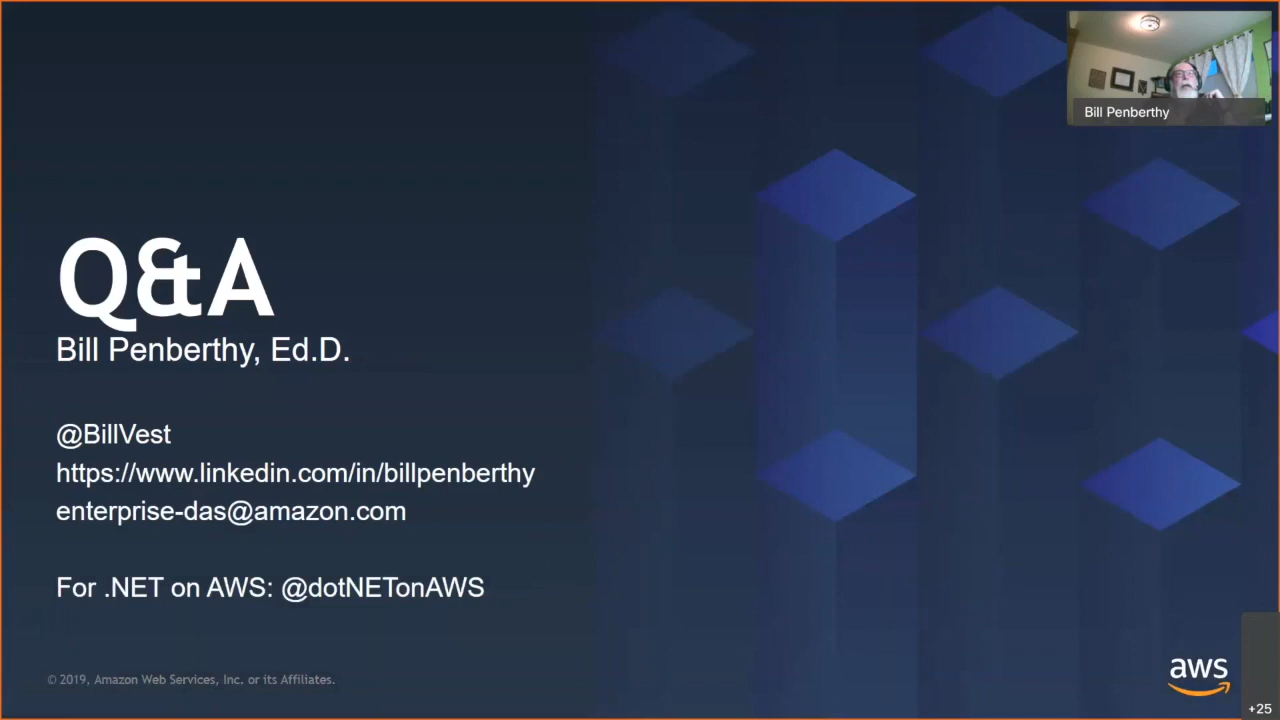 Bill Penberthy
Q&A
Bill Penberthy, Ed.D.
@BillVest
https://www.linkedin.com/in/billpenberthy
enterprise-das@amazon.com
For .NET on AWS: @dotNETonAWS
© 2019, Amazon Web Services, Inc. or its Affiliates.
aws
+25